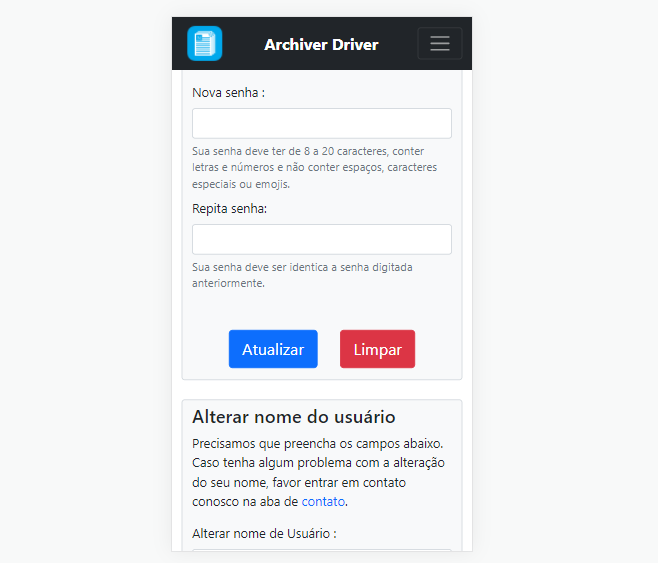 Archiver Driver
Nova senha :
Sua senha deve ter de 8 a 20 caracteres, conter
letras e números e não conter espaços, caracteres
especiais ou emojis.
Repita senha:
Sua senha deve ser identica a senha digitada
anteriormente.
Atualizar
Limpar
Alterar nome do usuário
Precisamos que preencha os campos abaixo.
Caso tenha algum problema com a alteração
do seu nome, favor entrar em contato
conosco na aba de contato.
Alterar nome de Usuário :